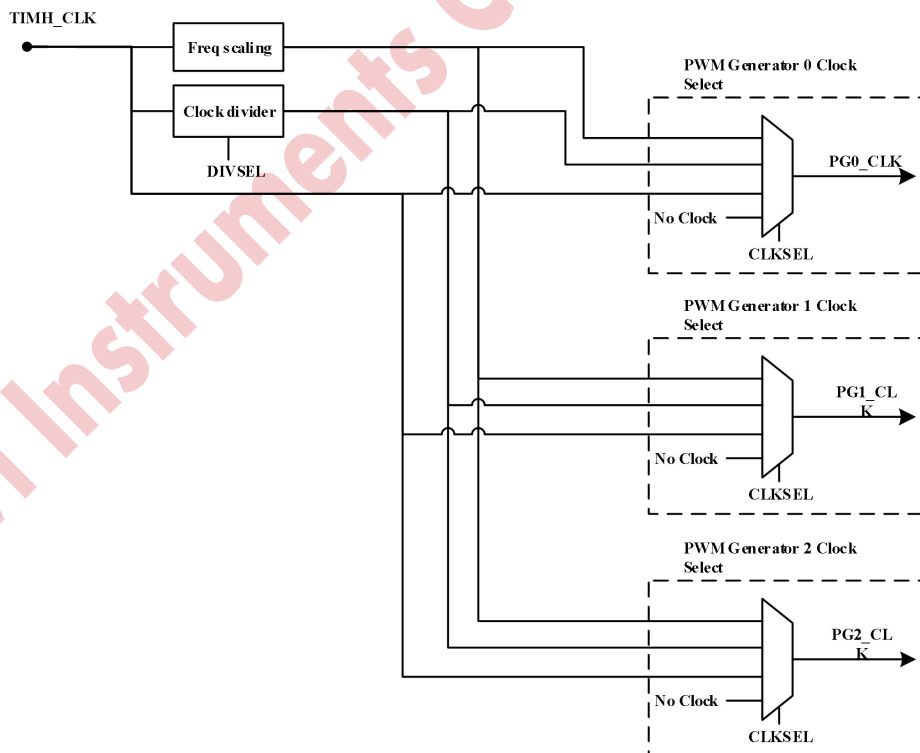 TIMH_CLK
Freq scaling
Clock divider
DIVSEL
PWM Generator 0 Clock
Select
PG0_CLK
No Clock
CLKSEL
PWM Generator 1 Clock
Select
PG1_CL
K
No Clock
CLKSEL
PWM Generator 2 Clock
Select
PG2_CL
K
No Clock
CLKSEL
Instruments